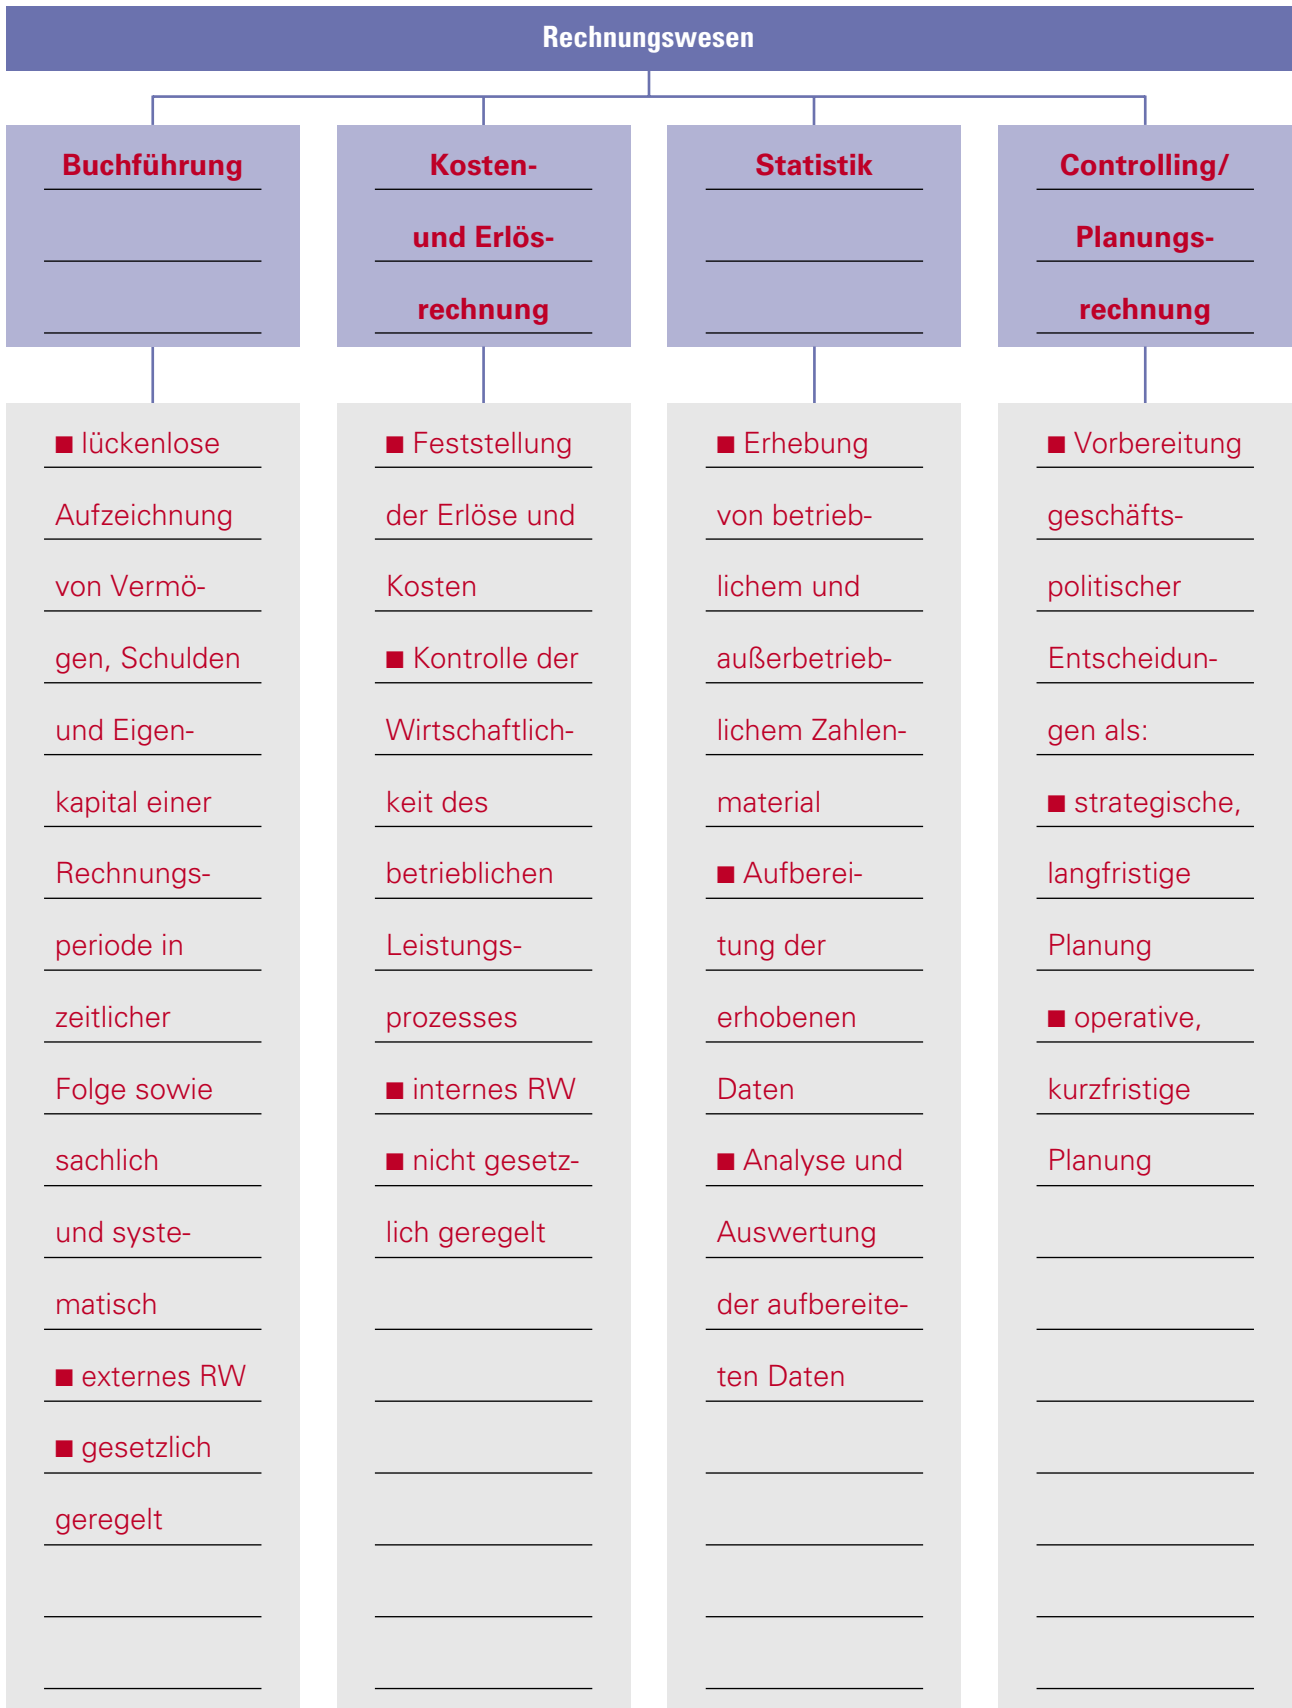 Rechnungswesen
Buchführung
Kosten-
und Erlös-
rechnung
Statistik
Controlling/
Planungs-
rechnung
■ lückenlose
Aufzeichnung
von Vermö-
gen, Schulden
und Eigen-
kapital einer
Rechnungs-
periode in
zeitlicher
Folge sowie
sachlich
und syste-
matisch
■ externes RW
■ gesetzlich
geregelt
■ Feststellung
der Erlöse und
Kosten
■ Kontrolle der
Wirtschaftlich-
keit des
betrieblichen
Leistungs-
prozesses
■ internes RW
■ nicht gesetz-
lich geregelt
■ Erhebung
von betrieb-
lichem und
außerbetrieb-
lichem Zahlen-
material
■ Aufberei-
tung der
erhobenen
Daten
■ Analyse und
Auswertung
der aufbereite-
ten Daten
■ Vorbereitung
geschäfts-
politischer
Entscheidun-
gen als:
■ strategische,
langfristige
Planung
■ operative,
kurzfristige
Planung